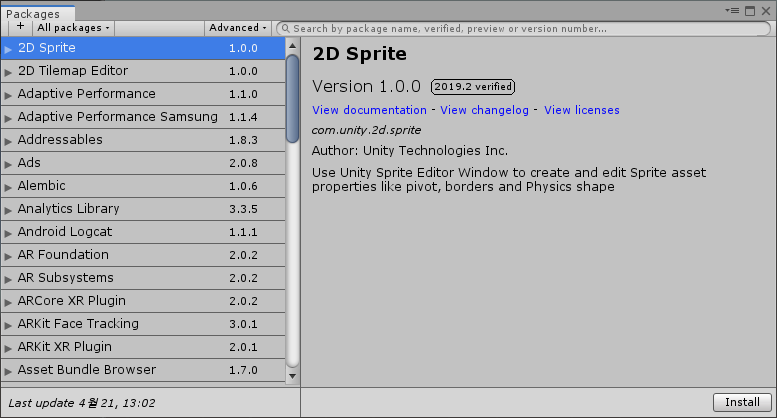 Packages
+ All packages Advanced Search by package name, verified, preview or version number...
2D Sprite 1.0.0
2D Tilemap Editor 1.0.0
Adaptive Performance 1.1.0
Adaptive Performance Samsung 1.1.4
Addressables 1.8.3
Ads 2.0.8
Alembic 1.0.6
Analytics Library 3.3.5
Android Logcat 1.1.1
AR Foundation 2.0.2
AR Subsystems 2.0.2
ARCore XR Plugin 2.0.2
ARKit Face Tracking 3.0.1
ARKit XR Plugin 2.0.1
Asset Bundle Browser 1.7.0
Last update 4월 21, 13:02
2D Sprite
Version 1.0.0 2019.2 verified
View documentation - View changelog - View licenses
com.unity.2d.sprite
Author: Unity Technologies Inc.
Use Unity Sprite Editor Window to create and edit Sprite asset
properties like pivot, borders and Physics shape
Install